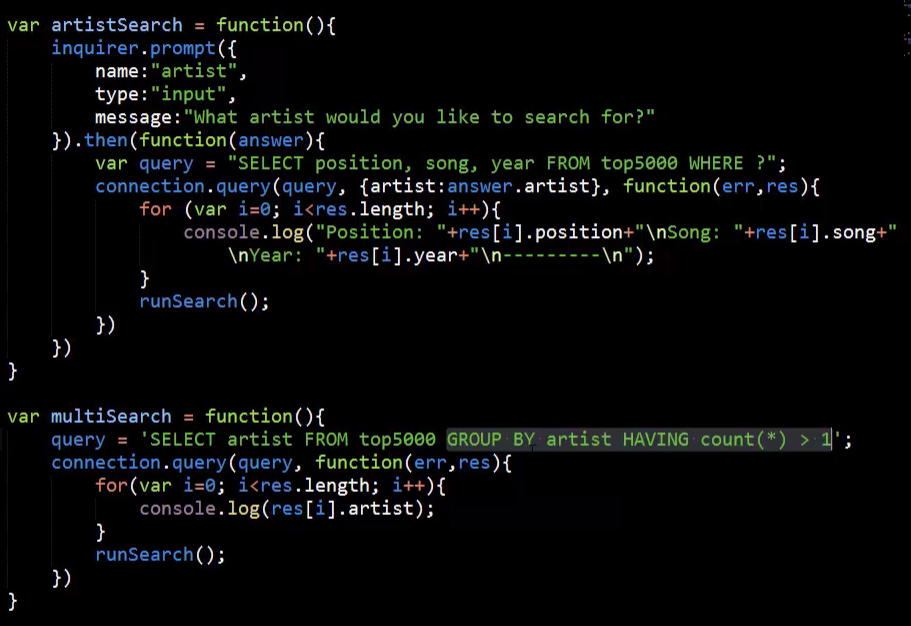 var artistSearch = function(){
    inquirer.prompt({
        name:"artist",
        type:"input",
        message:"What artist would you like to search for?"
    }).then(function(answer){
        var query = "SELECT position, song, year FROM top5000 WHERE ?";
        connection.query(query, {artist:answer.artist}, function(err,res){
            for (var i=0; i<res.length; i++){
                console.log("Position: "+res[i].position+"\nSong: "+res[i].song+"
                    \nYear: "+res[i].year+"\n---------\n");
            }
            runSearch();
        })
    })
}
var multiSearch = function(){
    query = 'SELECT artist FROM top5000 GROUP BY artist HAVING count(*) > 1';
    connection.query(query, function(err,res){
        for(var i=0; i<res.length; i++){
            console.log(res[i].artist);
        }
        runSearch();
    })
}